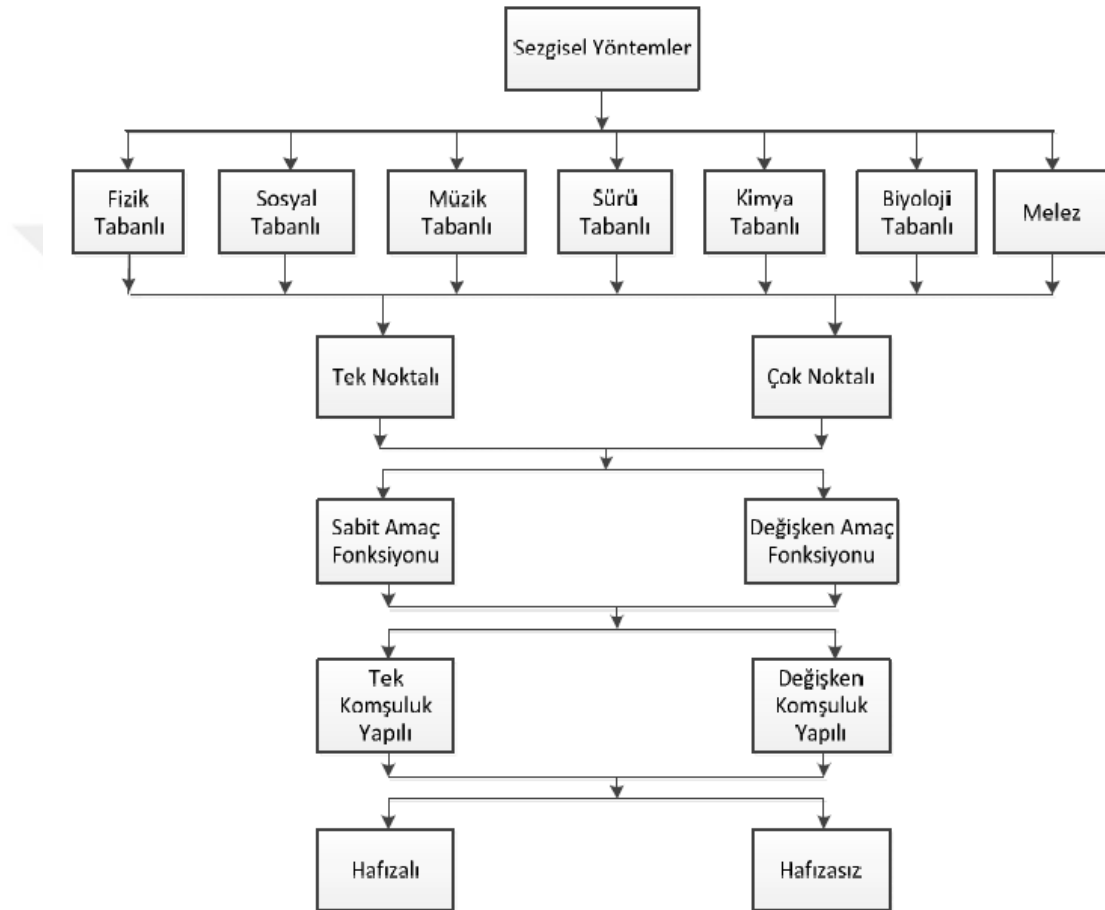 Sezgisel Yöntemler
Fizik
Tabanlı
Sosyal
Tabanlı
Müzik
Tabanlı
Sürü
Tabanlı
Kimya
Tabanlı
Biyoloji
Tabanlı
Melez
Tek Noktalı
Çok Noktalı
Sabit Amaç
Fonksiyonu
Değişken Amaç
Fonksiyonu
Tek
Komşuluk
Yapılı
Değişken
Komşuluk
Yapılı
Hafızalı
Hafızasız